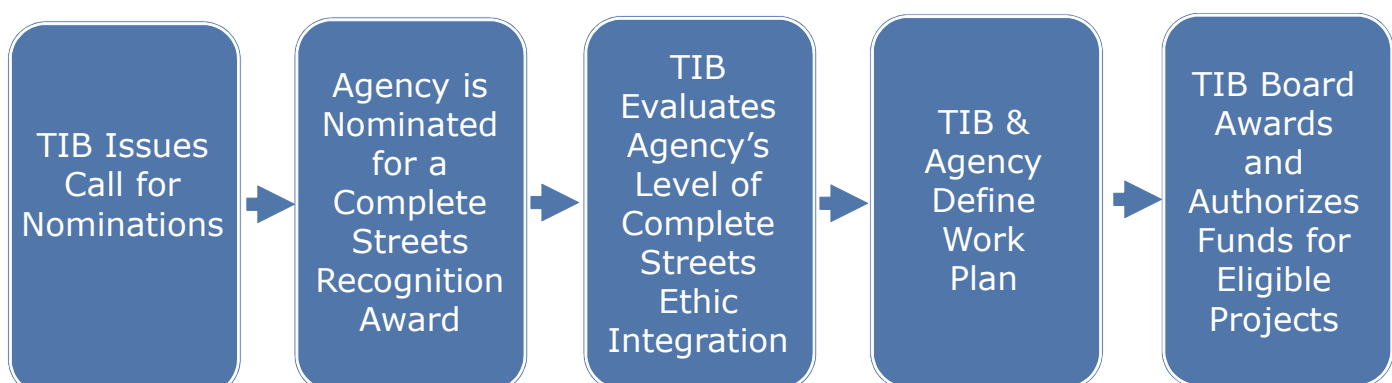 TIB Issues
Call for
Nominations
Agency is
Nominated
for a
Complete
Streets
Recognition
Award
TIB
Evaluates
Agency’s
Level of
Complete
Streets
Ethic
Integration
TIB &
Agency
Define
Work
Plan
TIB Board
Awards
and
Authorizes
Funds for
Eligible
Projects